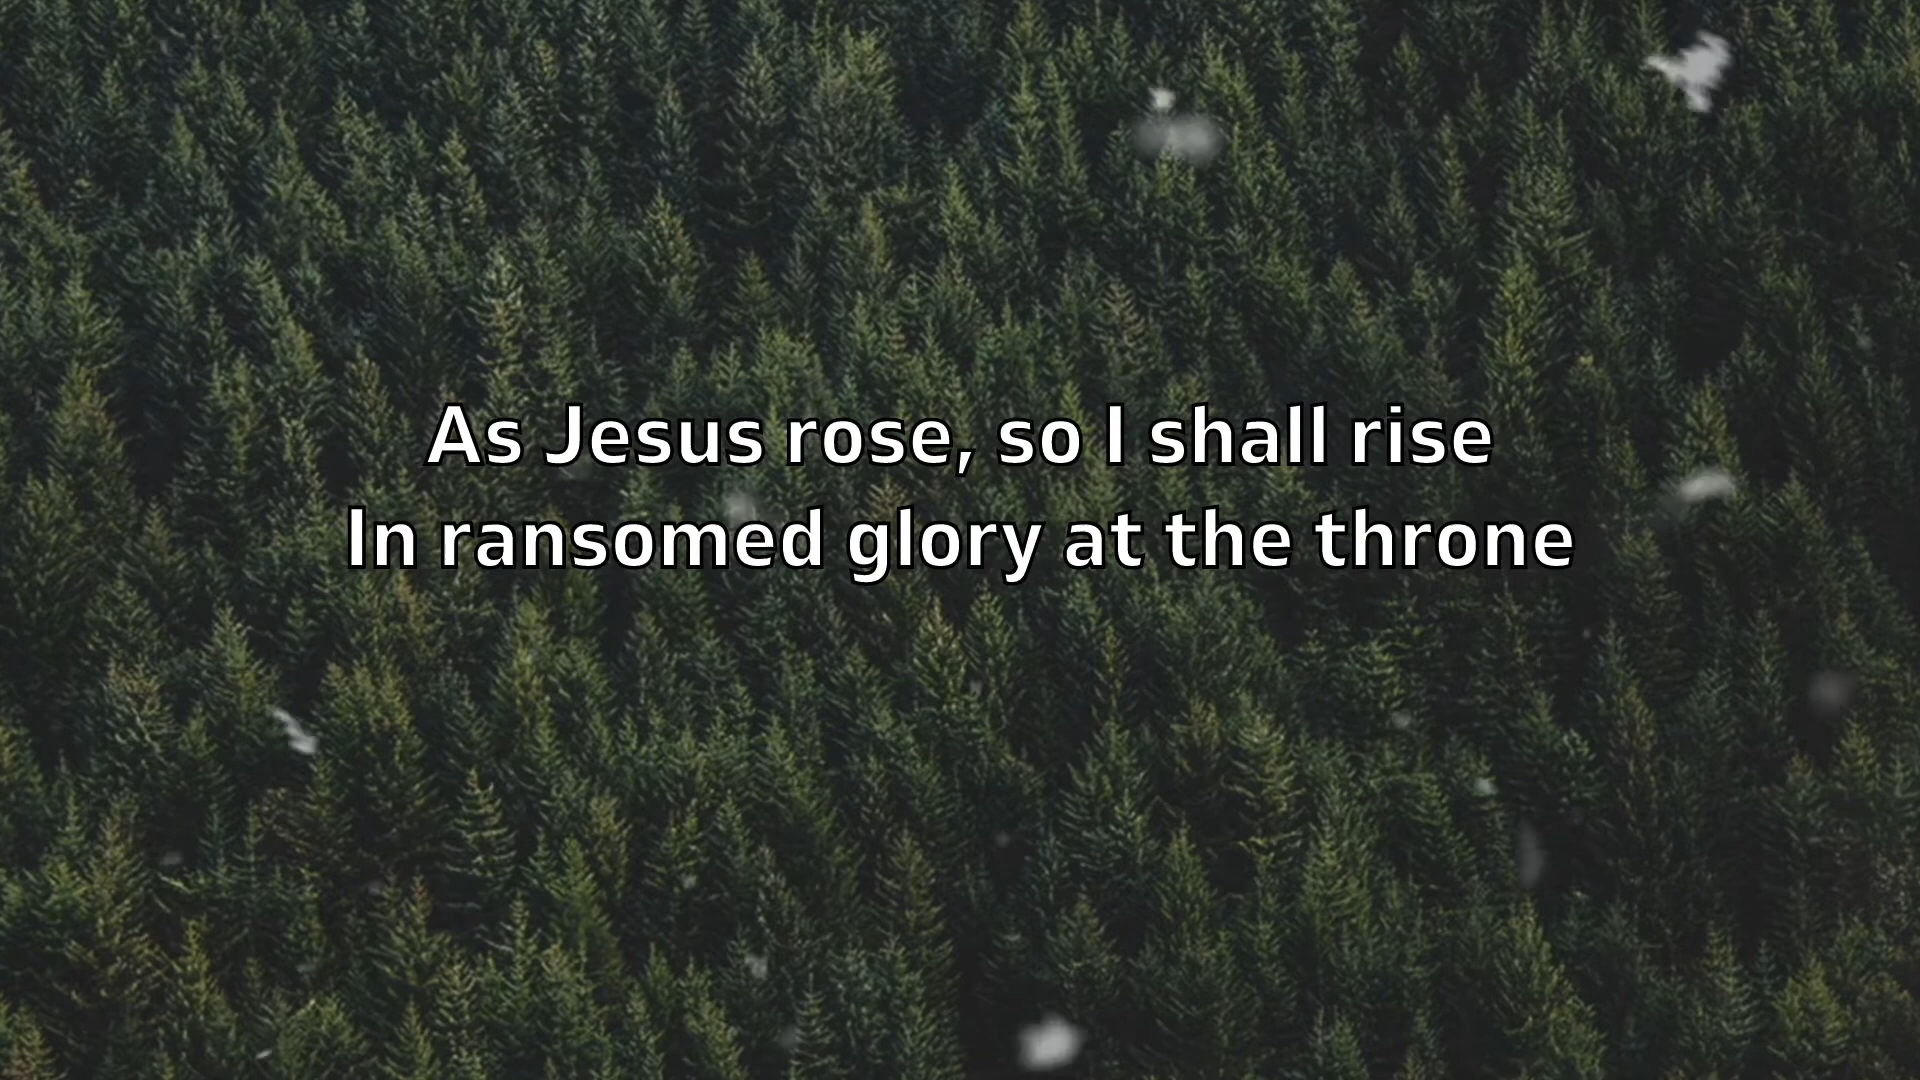 As Jesus rose, so I shall rise
In ransomed glory at the throne